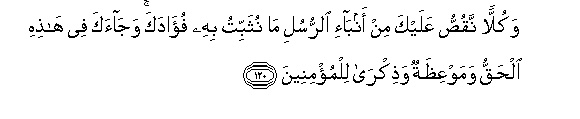 وَكُلًّا نَّقُصُّ عَلَيْكَ مِنْ أَنۢبَآءِ ٱلرُّسُلِ مَا نُثَبِّتُ بِهِۦ فُؤَادَكَ ۚ وَجَآءَكَ فِى هَـٰذِهِ
ٱلْحَقُّ وَمَوْعِظَةٌ وَذِكْرَىٰ لِلْمُؤْمِنِينَ ١٢٠